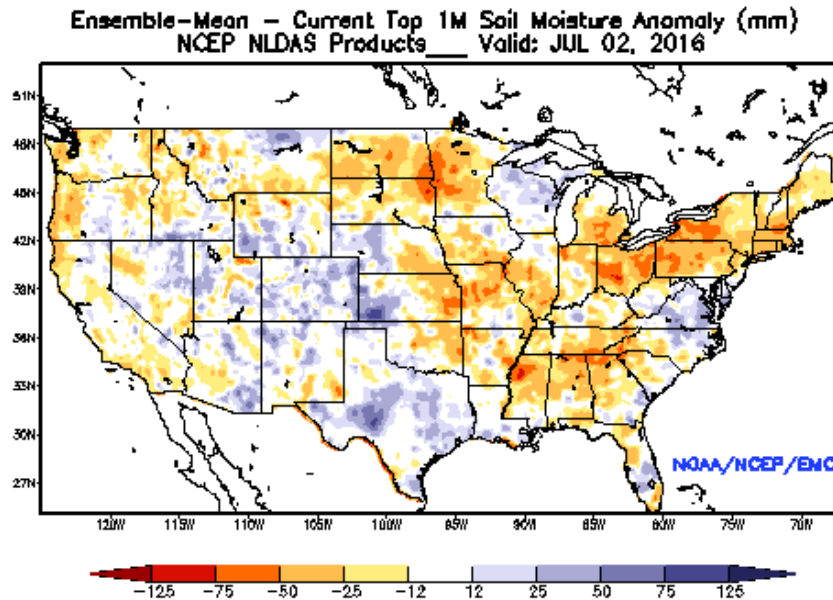 Ensemble-Mean - Current Top 1M Soil Moisture Anomaly (mm)
NCEP NLDAS Products___ Valid: JUL 02, 2016
51N
48N
45N
42N
39N
36N
33N
30N
27N
NOAA/NCEP/EMC
120W 115W 110W 105W 100W 95W 90W 85W 80W 75W 70W
-125 -75 -50 -25 -12 12 25 50 75 125